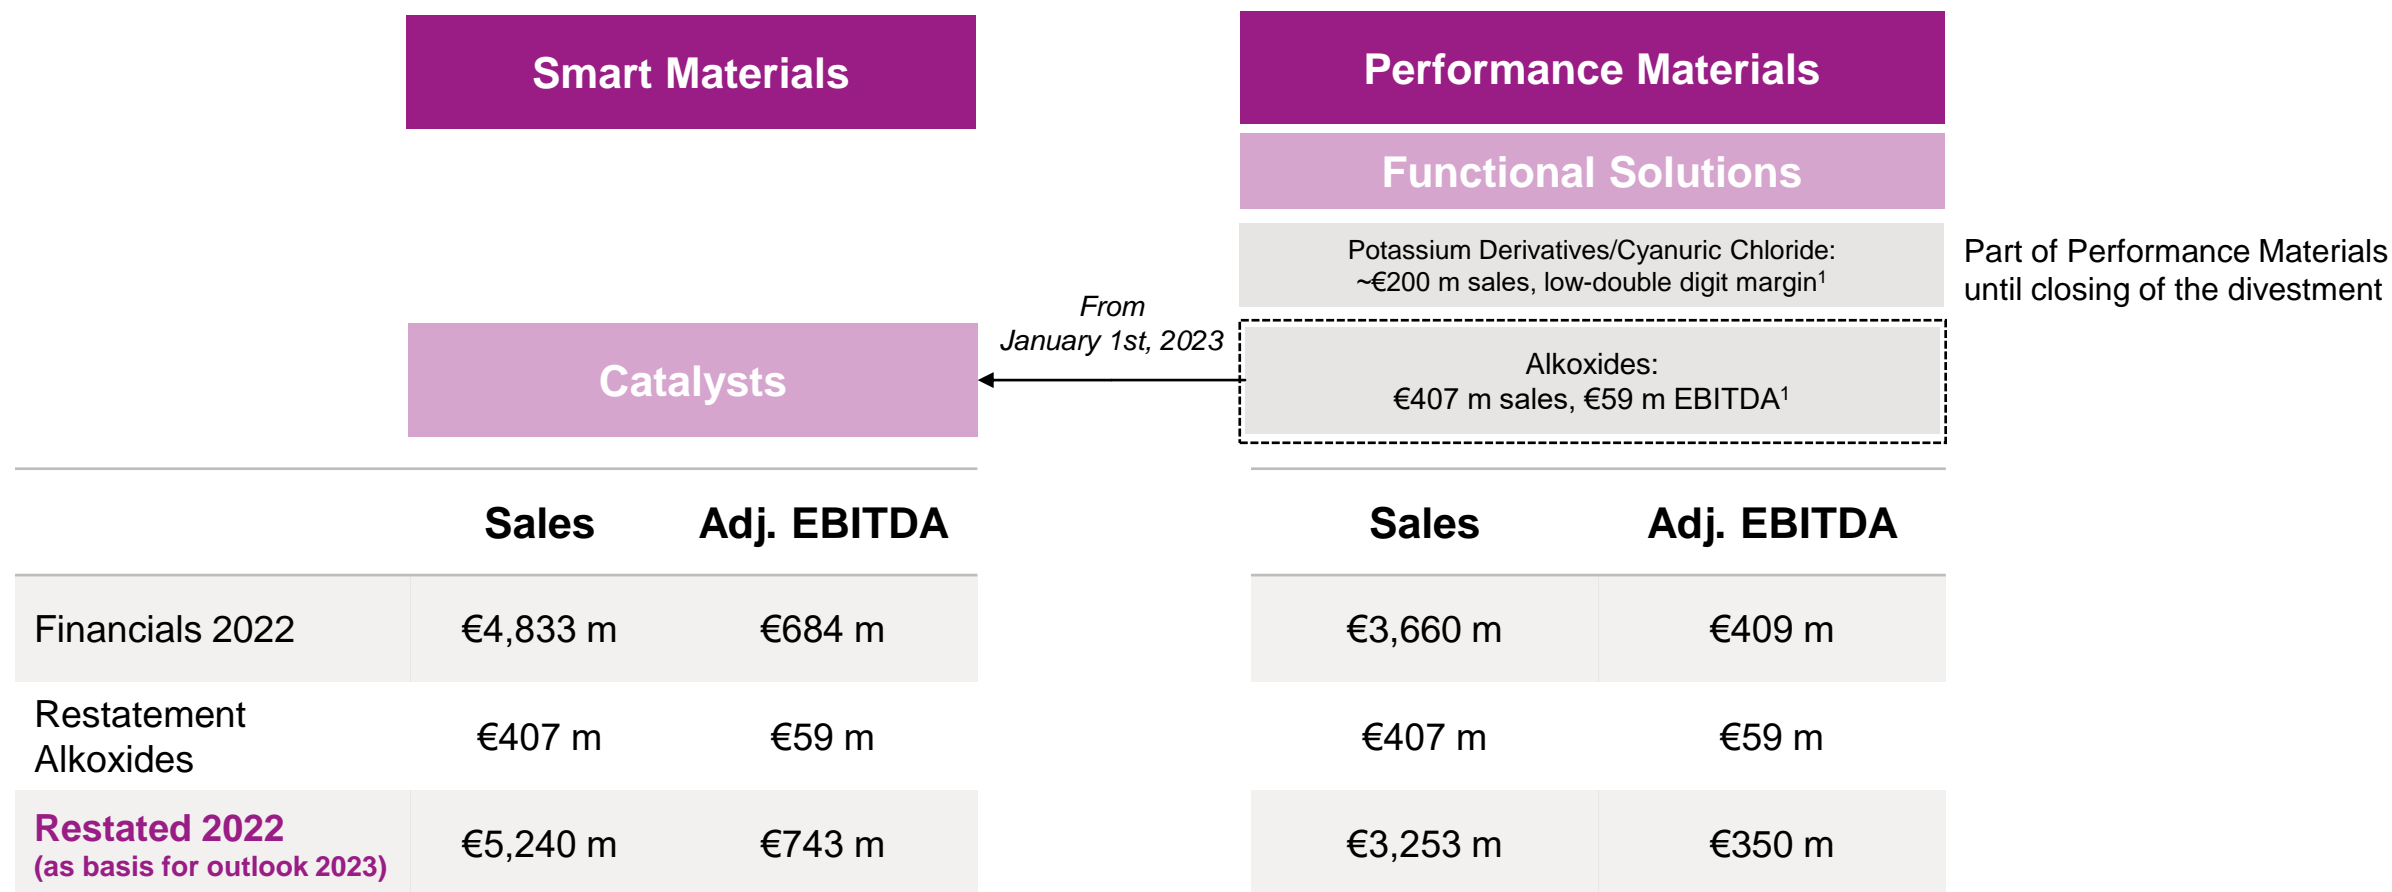 Smart Materials
Performance Materials
Functional Solutions
Potassium Derivatives/Cyanuric Chloride:
~€200 m sales, low-double digit margin¹
Part of Performance Materials
until closing of the divestment
From
January 1st, 2023
Catalysts
Alkoxides:
€407 m sales, €59 m EBITDA¹
Sales Adj. EBITDA Sales Adj. EBITDA
Financials 2022 €4,833 m €684 m €3,660 m €409 m
Restatement
Alkoxides
€407 m €59 m €407 m €59 m
Restated 2022
(as basis for outlook 2023)
€5,240 m €743 m €3,253 m €350 m